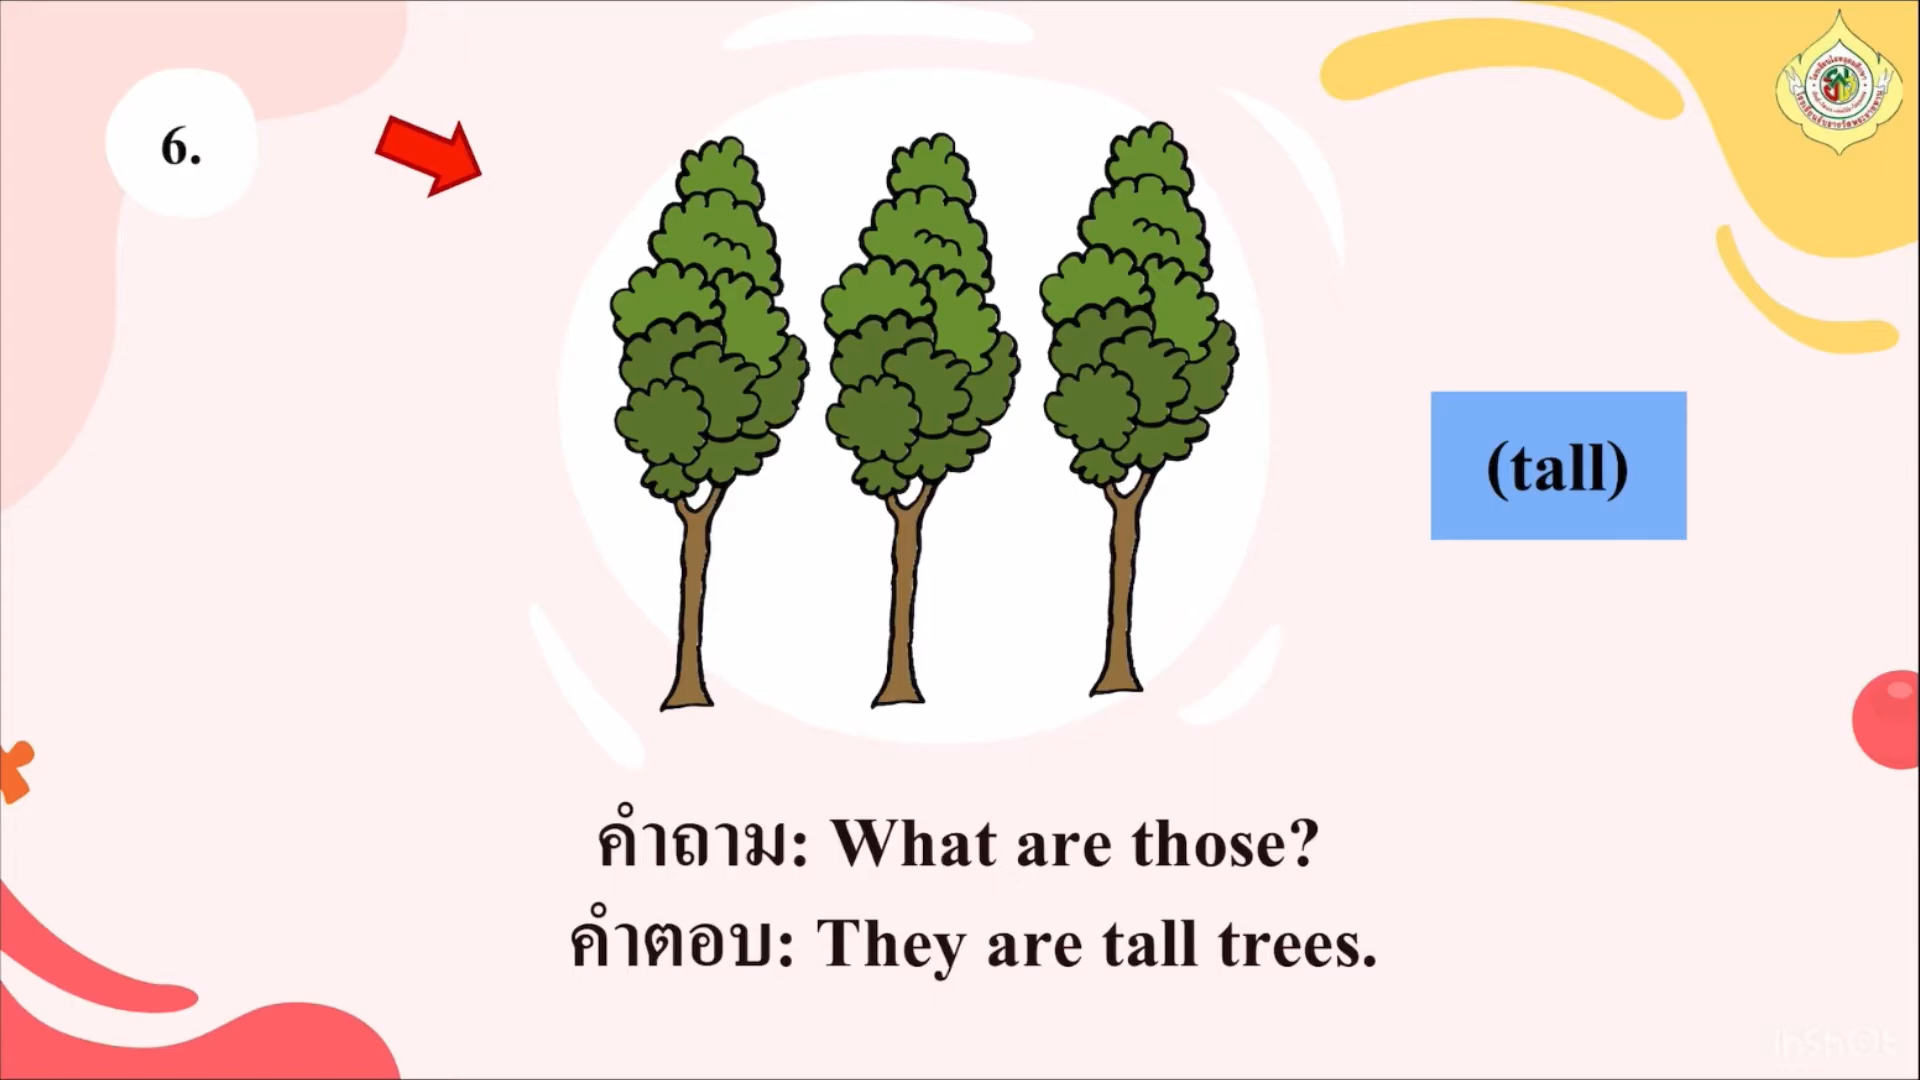 6.
(tall)
คำถาม: What are those?
คำตอบ: They are tall trees.
InShOt